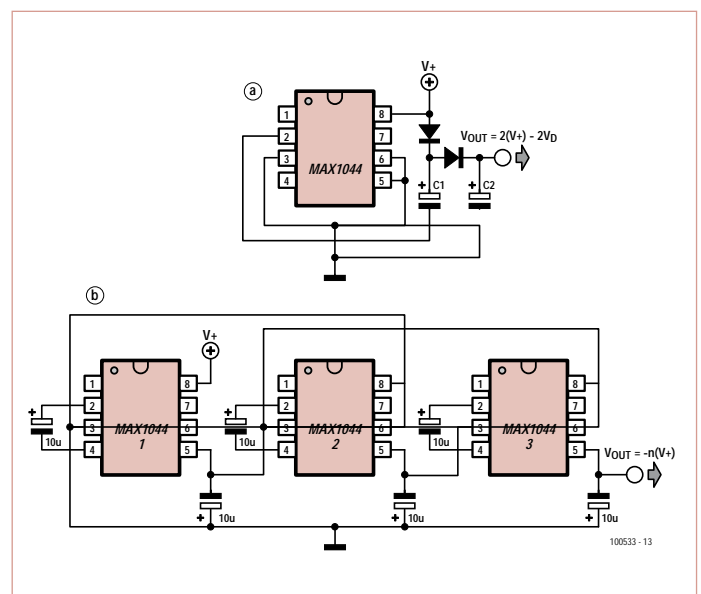 a
V+
1 2 3 4
8 7 6 5
MAX1044
C1
C2
VOUT = 2(V+) - 2VD
b
V+
1 2 3 4
8 7 6 5
MAX1044
1
10u
10u
1 2 3 4
8 7 6 5
MAX1044
2
10u
10u
1 2 3 4
8 7 6 5
MAX1044
3
10u
10u
VOUT = -n(V+)
100533 - 13